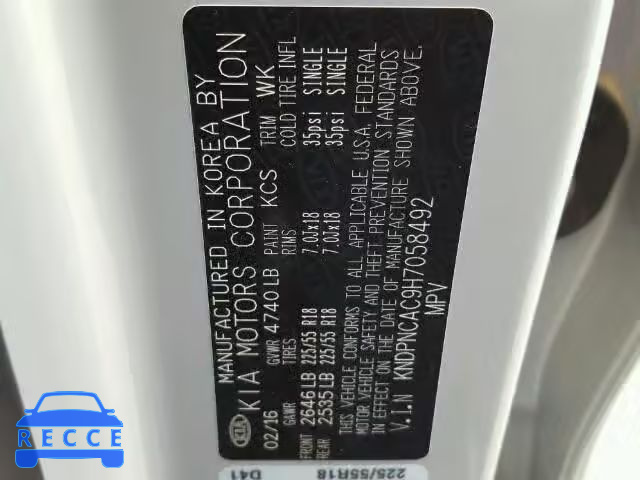 MANUFACTURED IN KOREA BY
KIA MOTORS CORPORATION
02/16 GVWR 4740 LB PAINT KCS TRIM WK
GAWR TIRES RIMS COLD TIRE INFL
FRONT 2646LB 225/55 R18 7.0Jx18 35psi SINGLE
REAR 2535LB 225/55 R18 7.0Jx18 35psi SINGLE
THIS VEHICLE CONFORMS TO ALL APPLICABLE U.S.A. FEDERAL
MOTOR VEHICLE SAFETY AND THEFT PREVENTION STANDARDS
IN EFFECT ON THE DATE OF MANUFACTURE SHOWN ABOVE.
V.I.N KNDPNCAC9H7058492
MPV
KIA
D41 225/55R18
RECCE